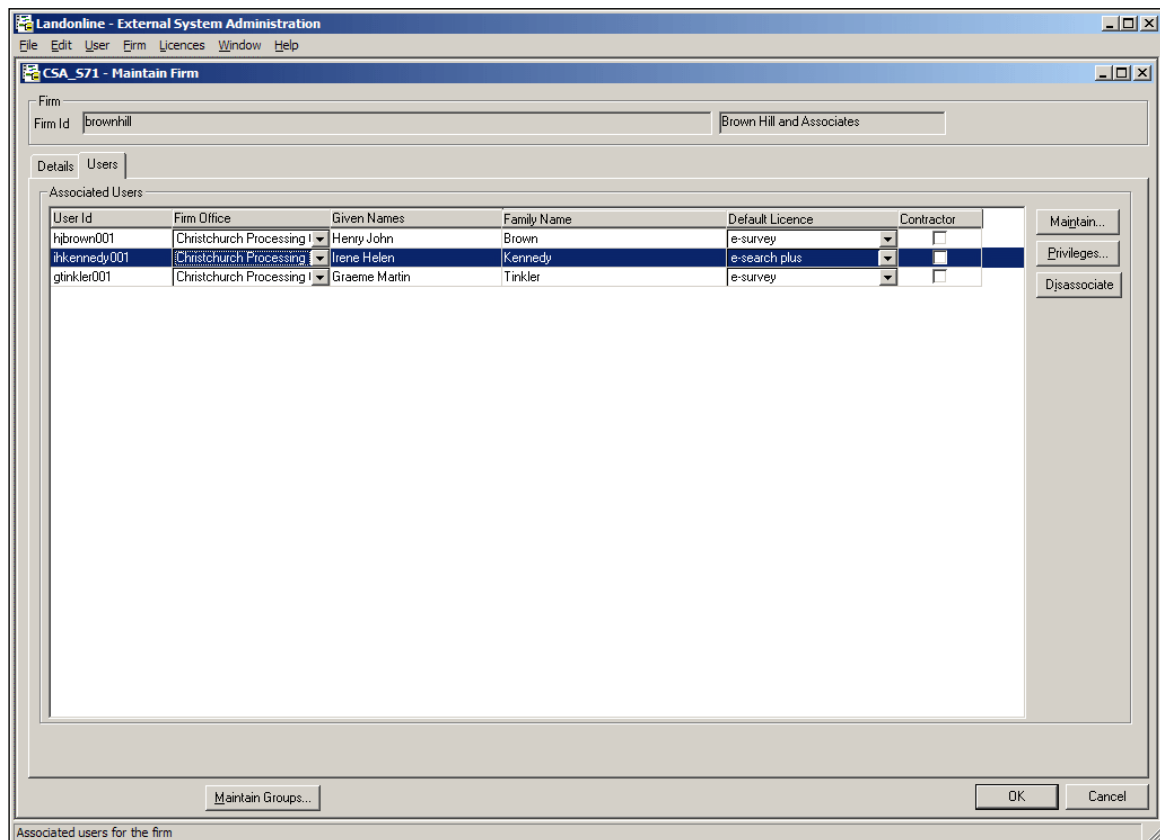 Landonline - External System Administration
File Edit User Firm Licences Window Help
CSA_S71 - Maintain Firm
Firm
Firm Id brownhill Brown Hill and Associates
Details Users
Associated Users
User Id Firm Office Given Names Family Name Default Licence Contractor
hjbrown001 Christchurch Processing Henry John Brown e-survey
ihkennedy001 Christchurch Processing Irene Helen Kennedy e-search plus
gtinkler001 Christchurch Processing Graeme Martin Tinkler e-survey
Maintain...
Privileges...
Disassociate
Maintain Groups... OK Cancel
Associated users for the firm